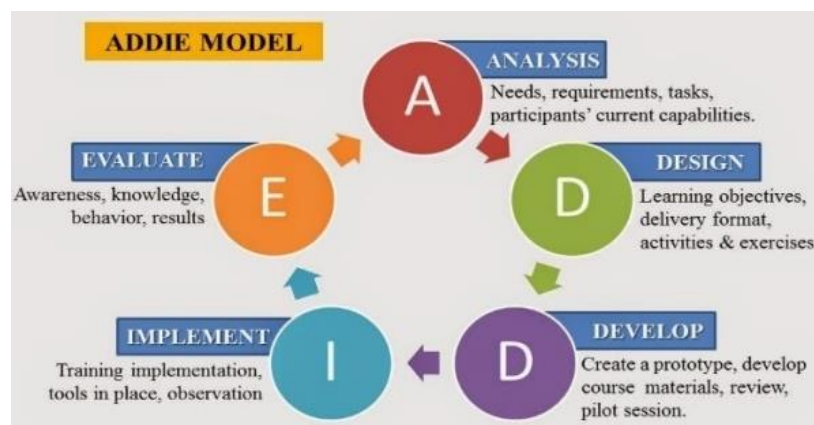 ADDIE MODEL
A
ANALYSIS
Needs, requirements, tasks,
participants' current capabilities.
D
DESIGN
Learning objectives,
delivery format,
activities & exercises
D
DEVELOP
Create a prototype, develop
course materials, review,
pilot session.
I
IMPLEMENT
Training implementation,
tools in place, observation
E
EVALUATE
Awareness, knowledge,
behavior, results